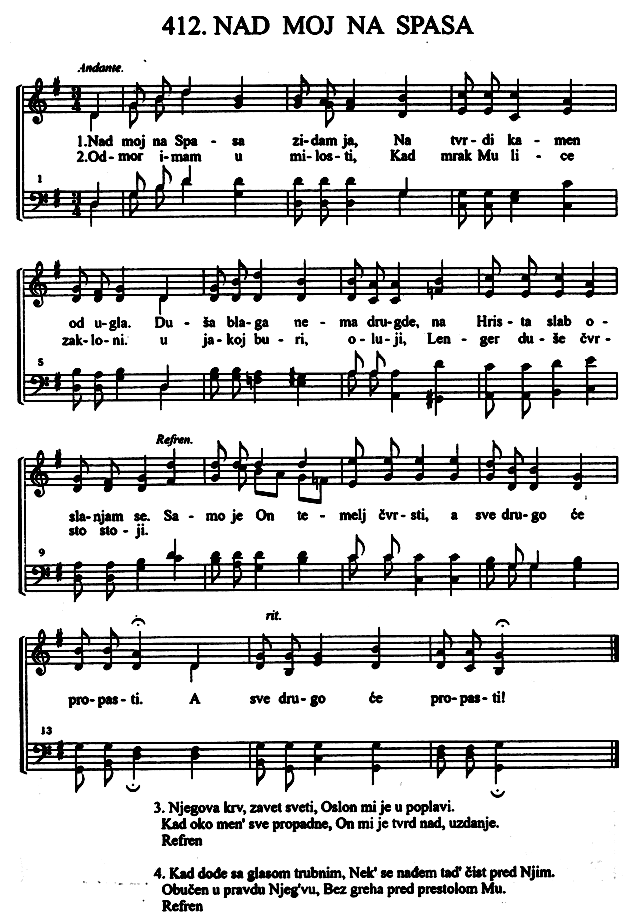 412. NAD MOJ NA SPASA
Andante.
1.Nad moj na Spa - sa zi-dam ja, Na tvr-di ka - men
2.Od-mor i-mam u mi-los-ti, Kad mrak Mu li - ce
1
od u-gla. Du-ša bla-ga ne-ma drug-de, na Hris-ta slab o-
zak-lo-ni. u ja-koj bu-ri, o-lu-ji, Len-ger du-še čvr-
5
Refren.
sla-njam se. Sa-mo je On te-melj čvr-sti, a sve dru-go će
sto sto-ji.
9
rit.
pro-pas-ti. A sve dru-go će pro-pas-ti!
13
3. Njegova krv, zavet sveti, Oslon mi je u poplavi.
Kad oko men' sve propadne, On mi je tvrd nad, uzdanje.
Refren
4. Kad dođe sa glasom trubnim, Nek' se nađem tad' čist pred Njim.
Obučen u pravdu Njeg'vu, Bez greha pred prestolom Mu.
Refren